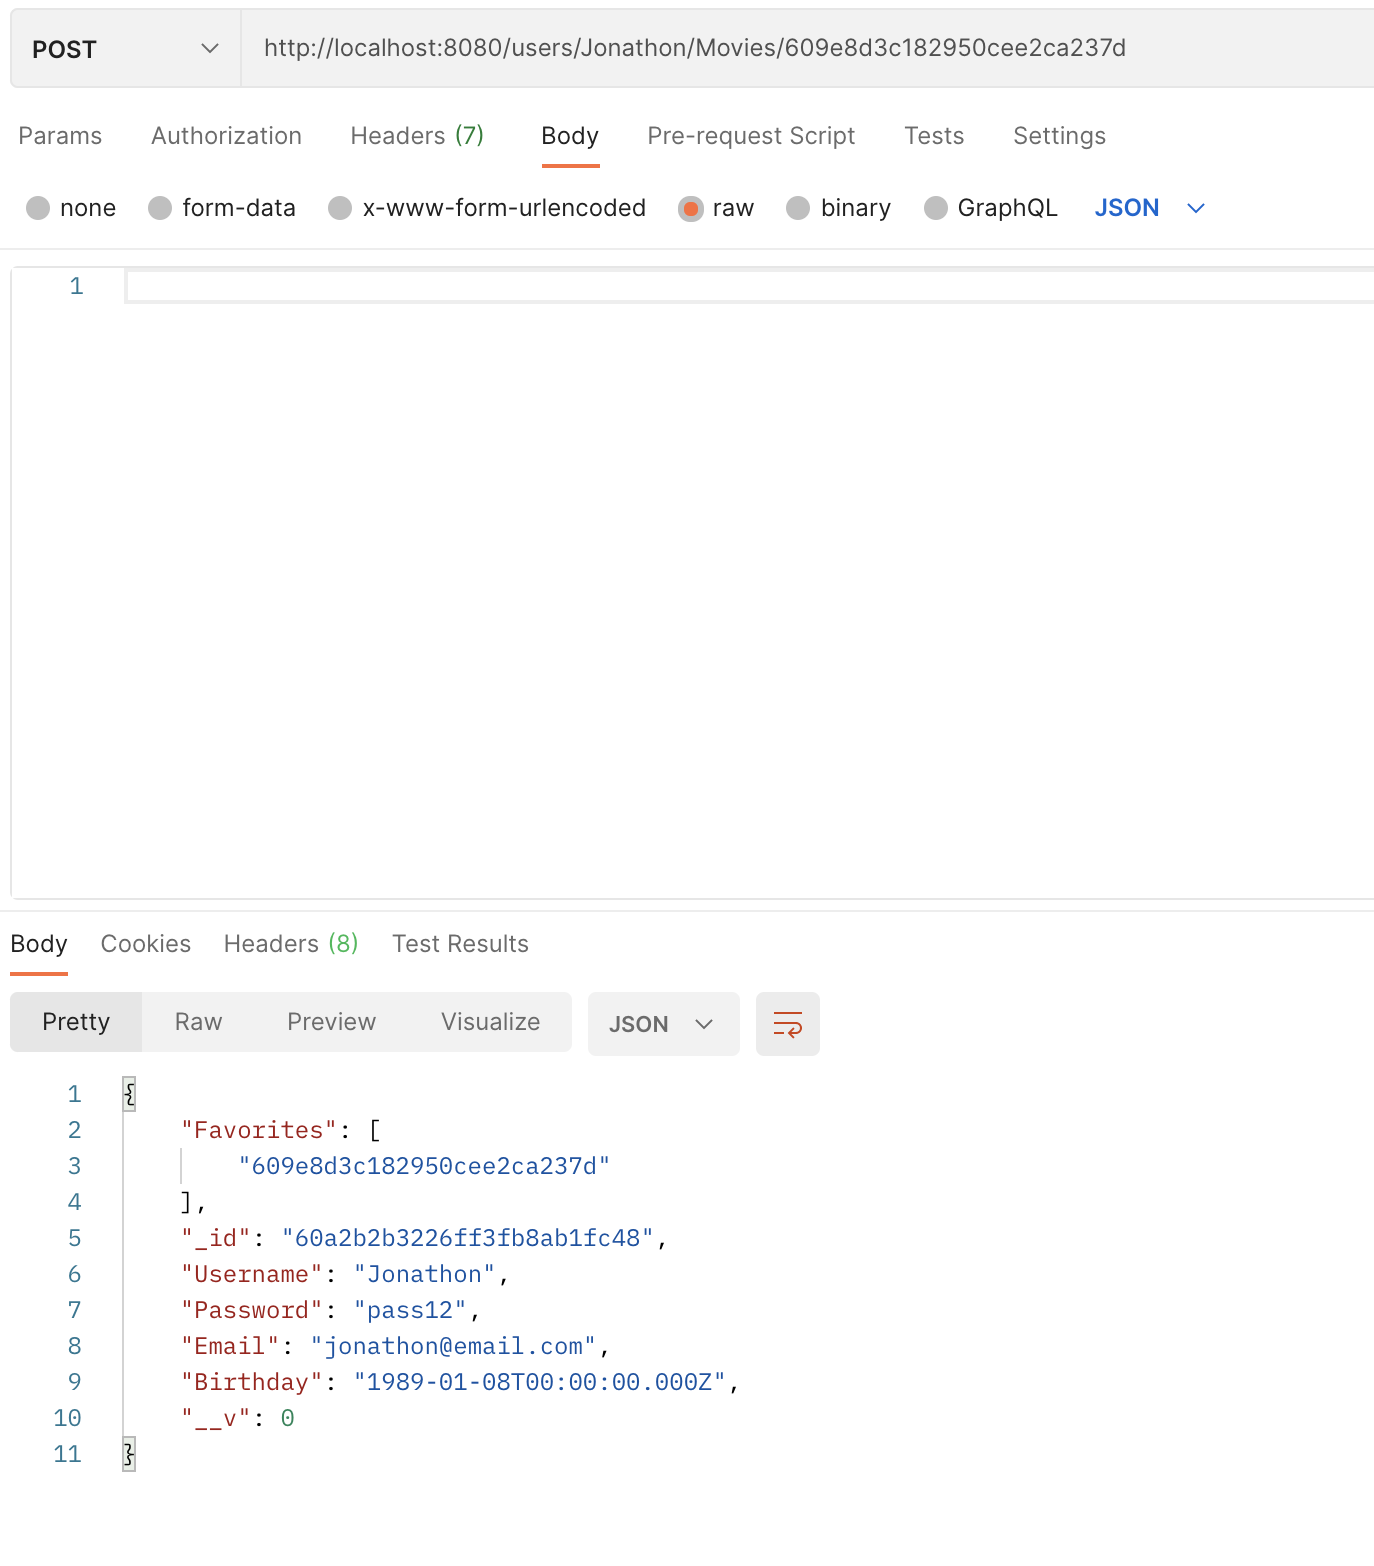 POST http://localhost:8080/users/Jonathon/Movies/609e8d3c182950cee2ca237d
Params Authorization Headers (7) Body Pre-request Script Tests Settings
none form-data x-www-form-urlencoded raw binary GraphQL JSON
1
Body Cookies Headers (8) Test Results
Pretty Raw Preview Visualize JSON
1 {
2 "Favorites": [
3 "609e8d3c182950cee2ca237d"
4 ],
5 "_id": "60a2b2b3226ff3fb8ab1fc48",
6 "Username": "Jonathon",
7 "Password": "pass12",
8 "Email": "jonathon@email.com",
9 "Birthday": "1989-01-08T00:00:00.000Z",
10 "__v": 0
11 }